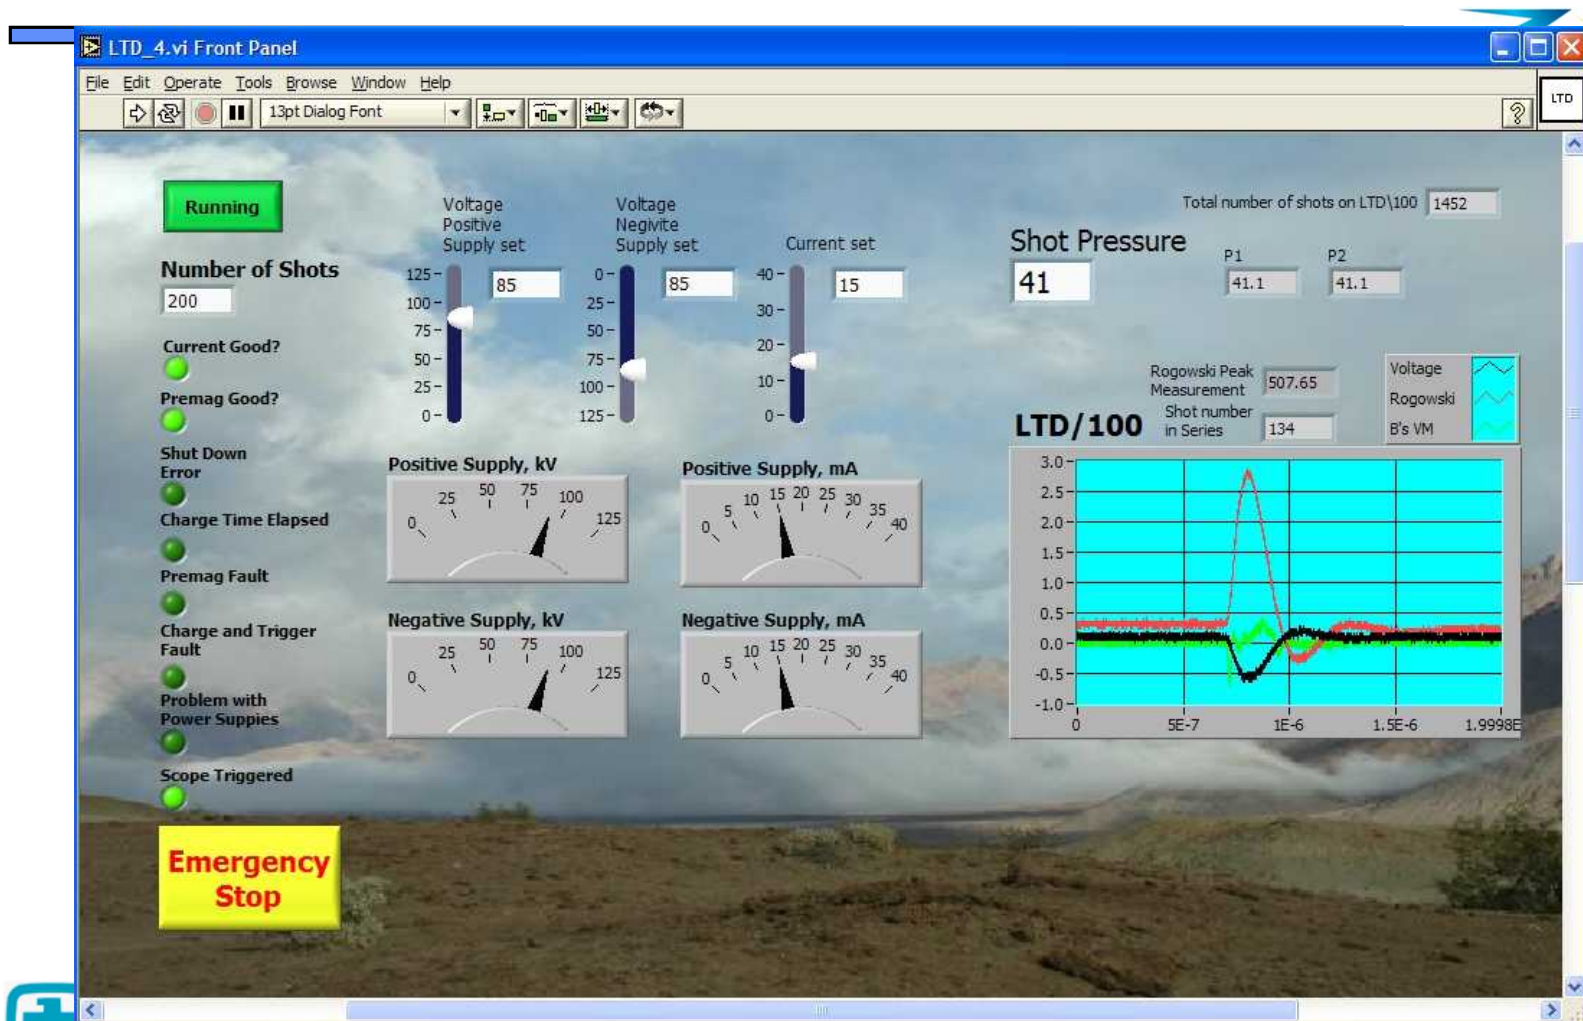 LTD_4.vi Front Panel
File Edit Operate Tools Browse Window Help
13pt Dialog Font
?
LTD
Running
Number of Shots
200
Current Good?
Premag Good?
Shut Down
Error
Charge Time Elapsed
Premag Fault
Charge and Trigger
Fault
Problem with
Power Suppies
Scope Triggered
Emergency
Stop
Voltage
Positive
Supply set
85
125
100
75
50
25
0
Voltage
Negivite
Supply set
85
0
25
50
75
100
125
Current set
15
40
30
20
10
0
Positive Supply, kV
0 25 50 75 100 125
Positive Supply, mA
0 5 10 15 20 25 30 35 40
Negative Supply, kV
0 25 50 75 100 125
Negative Supply, mA
0 5 10 15 20 25 30 35 40
Total number of shots on LTD\100 1452
Shot Pressure
41
P1
41.1
P2
41.1
Rogowski Peak
Measurement
507.65
Shot number
in Series
134
Voltage
Rogowski
B's VM
LTD/100
3.0
2.5
2.0
1.5
1.0
0.5
0.0
-0.5
-1.0
0 5E-7 1E-6 1.5E-6 1.9998E